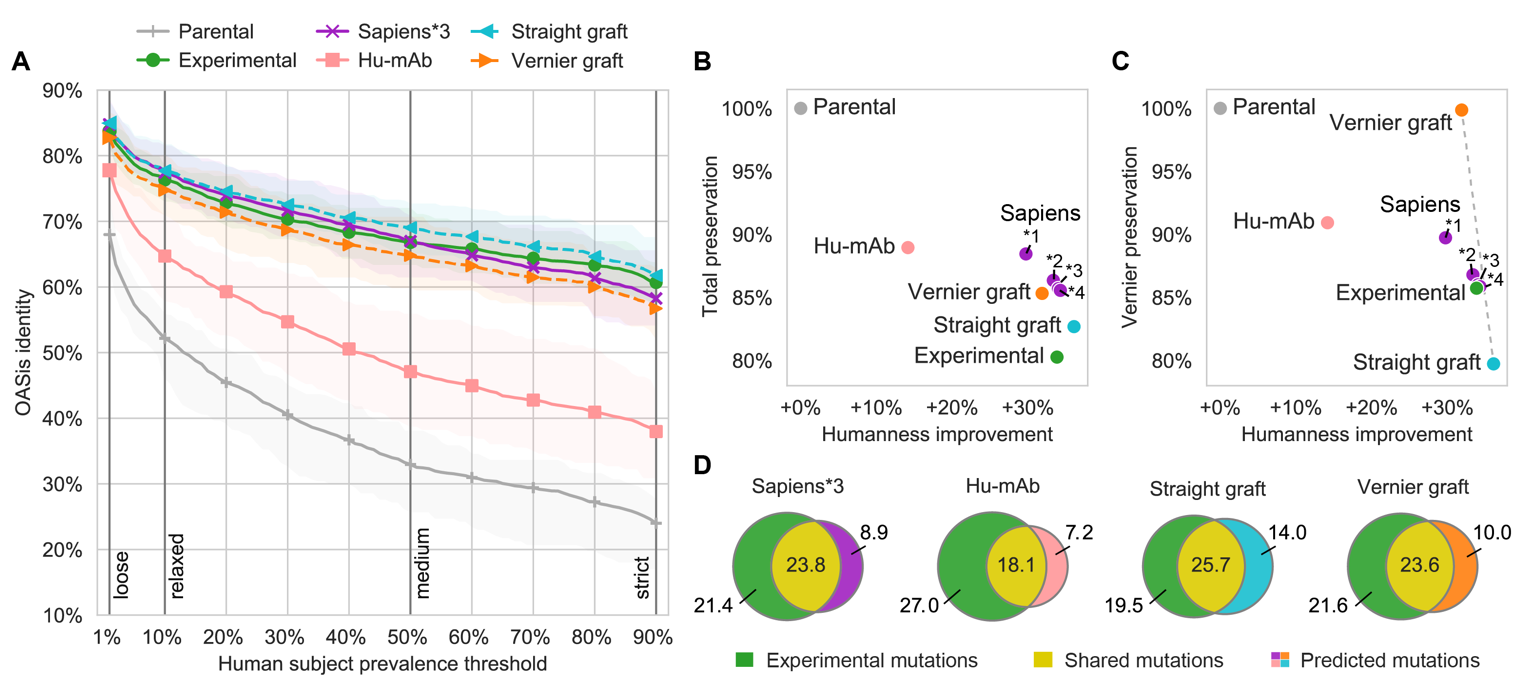 A
Parental
Sapiens*3
Straight graft
Experimental
Hu-mAb
Vernier graft
90%
80%
70%
60%
50%
40%
30%
20%
10%
OASis identity
loose
relaxed
medium
strict
1% 10% 20% 30% 40% 50% 60% 70% 80% 90%
Human subject prevalence threshold
B
100%
95%
90%
85%
80%
Total preservation
Parental
Sapiens
*1
Hu-mAb
*2
*3
*4
Vernier graft
Straight graft
Experimental
+0% +10% +20% +30%
Humanness improvement
C
100%
95%
90%
85%
80%
Vernier preservation
Parental
Vernier graft
Sapiens
*1
Hu-mAb
*2
*3
*4
Experimental
Straight graft
+0% +10% +20% +30%
Humanness improvement
D
Sapiens*3
8.9
23.8
21.4
Hu-mAb
7.2
18.1
27.0
Straight graft
14.0
25.7
19.5
Vernier graft
10.0
23.6
21.6
Experimental mutations
Shared mutations
Predicted mutations